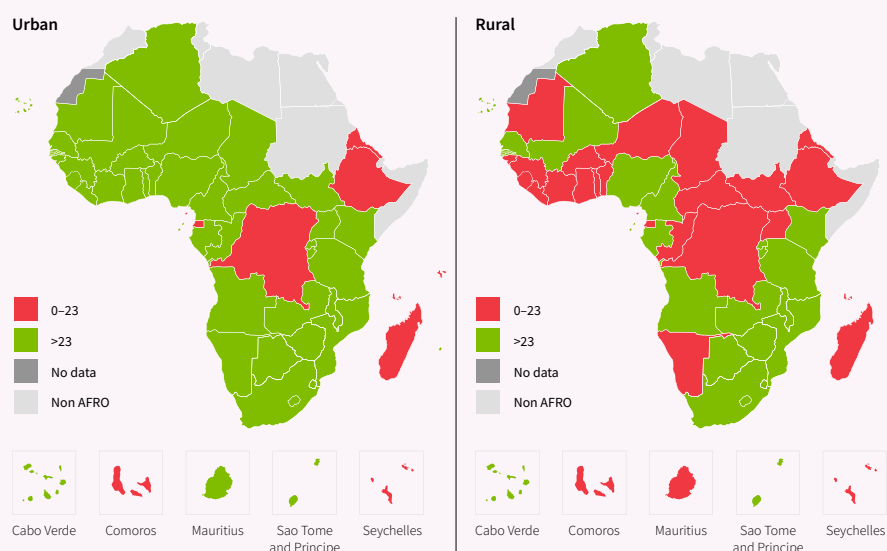 Urban
0–23
>23
No data
Non AFRO
Cabo Verde
Comoros
Mauritius
Sao Tome
and Principe
Seychelles
Rural
0–23
>23
No data
Non AFRO
Cabo Verde
Comoros
Mauritius
Sao Tome
and Principe
Seychelles